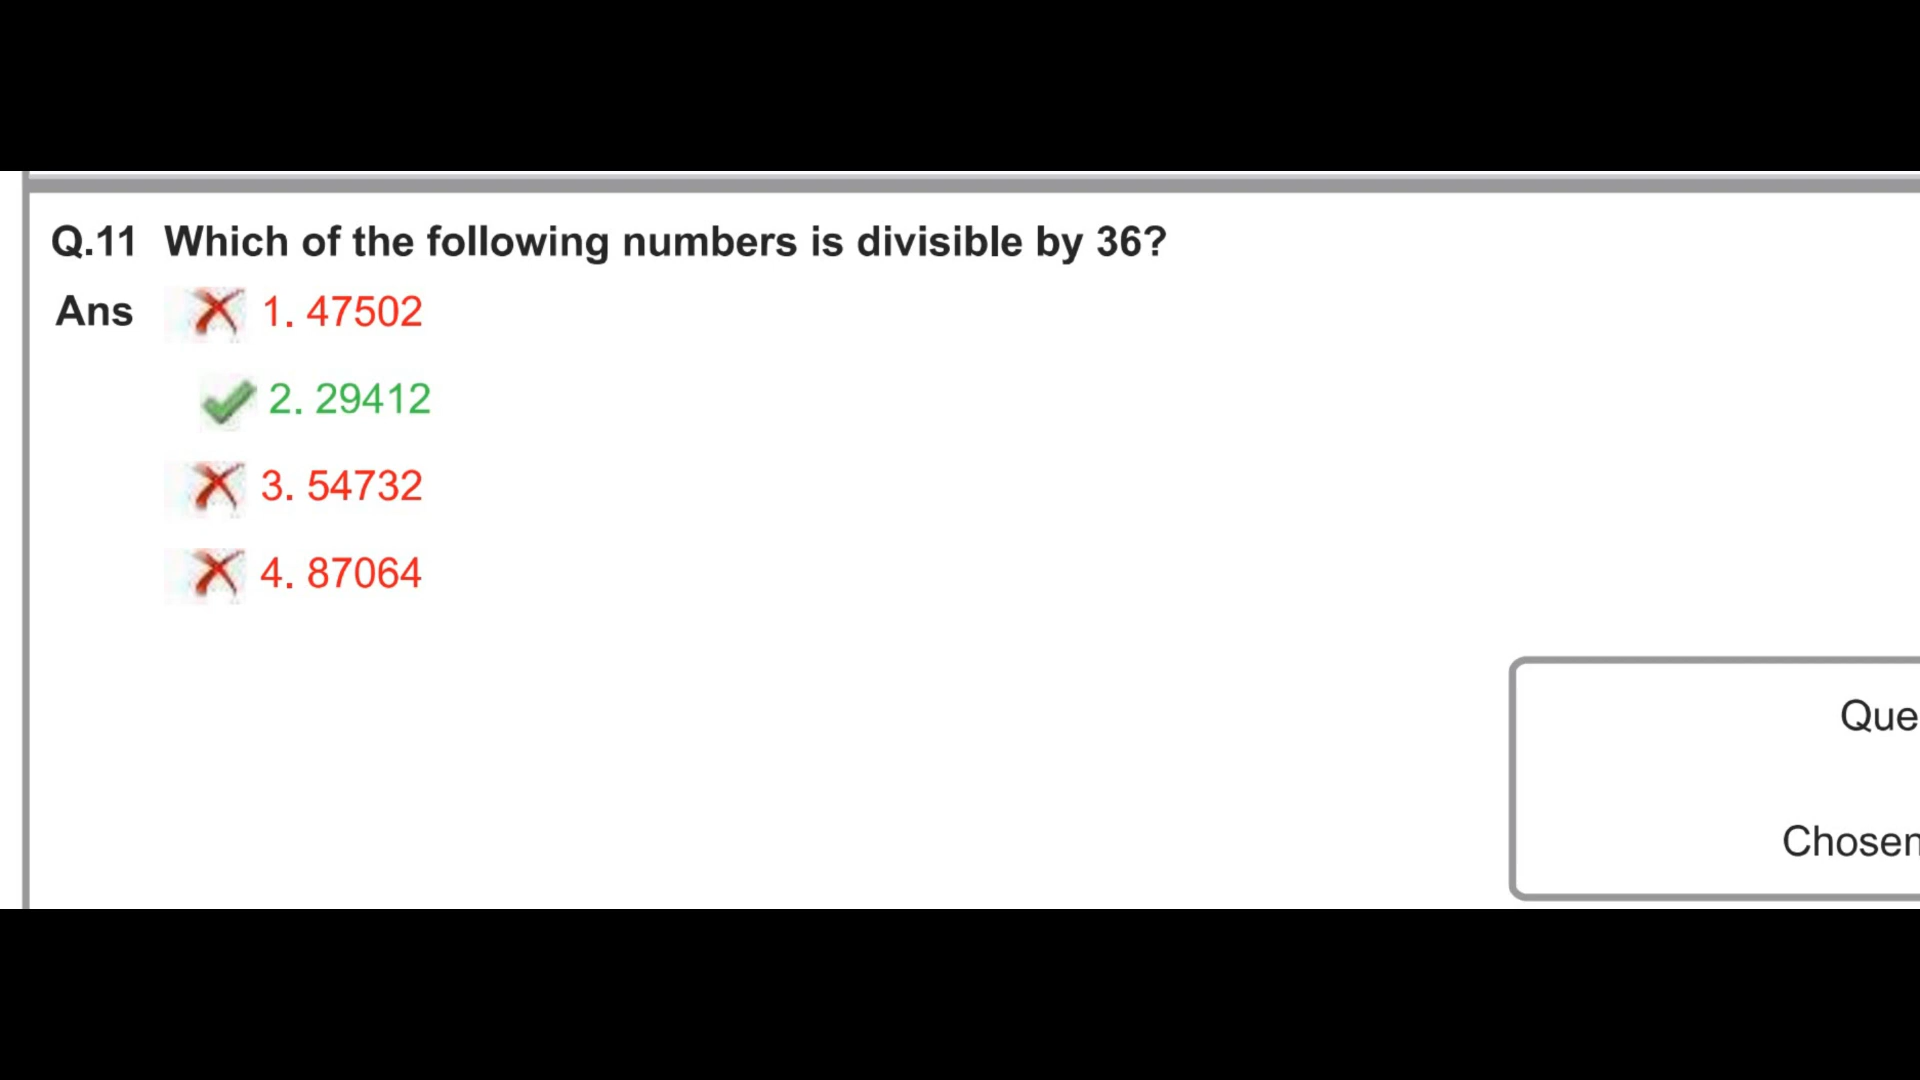 Q.11 Which of the following numbers is divisible by 36?
Ans 1. 47502
2. 29412
3. 54732
4. 87064
Que
Chosen